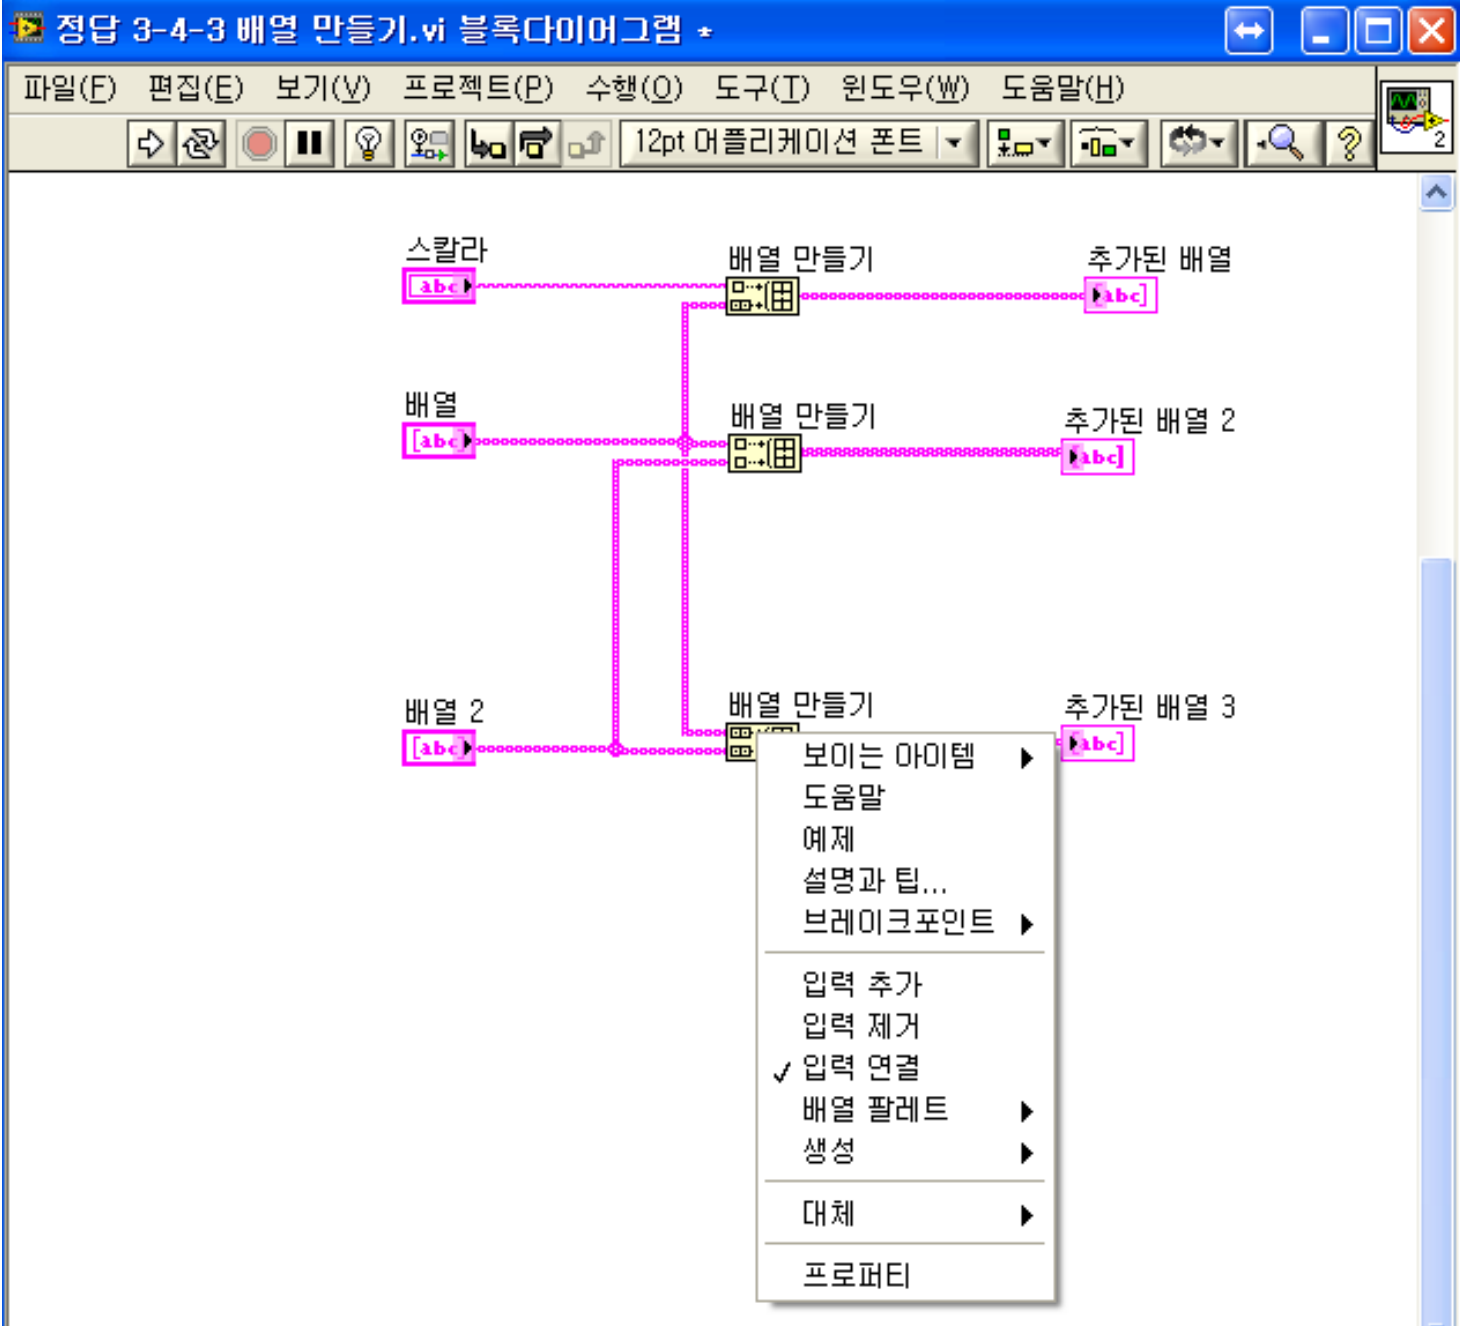 정답 3-4-3 배열 만들기.vi 블록다이어그램 *
파일(F) 편집(E) 보기(V) 프로젝트(P) 수행(O) 도구(T) 윈도우(W) 도움말(H)
12pt 어플리케이션 폰트
2
스칼라
배열 만들기
추가된 배열
abc
[abc]
배열
배열 만들기
추가된 배열 2
[abc]
[abc]
배열 2
배열 만들기
추가된 배열 3
[abc]
[abc]
보이는 아이템
도움말
예제
설명과 팁...
브레이크포인트
입력 추가
입력 제거
✓ 입력 연결
배열 팔레트
생성
대체
프로퍼티